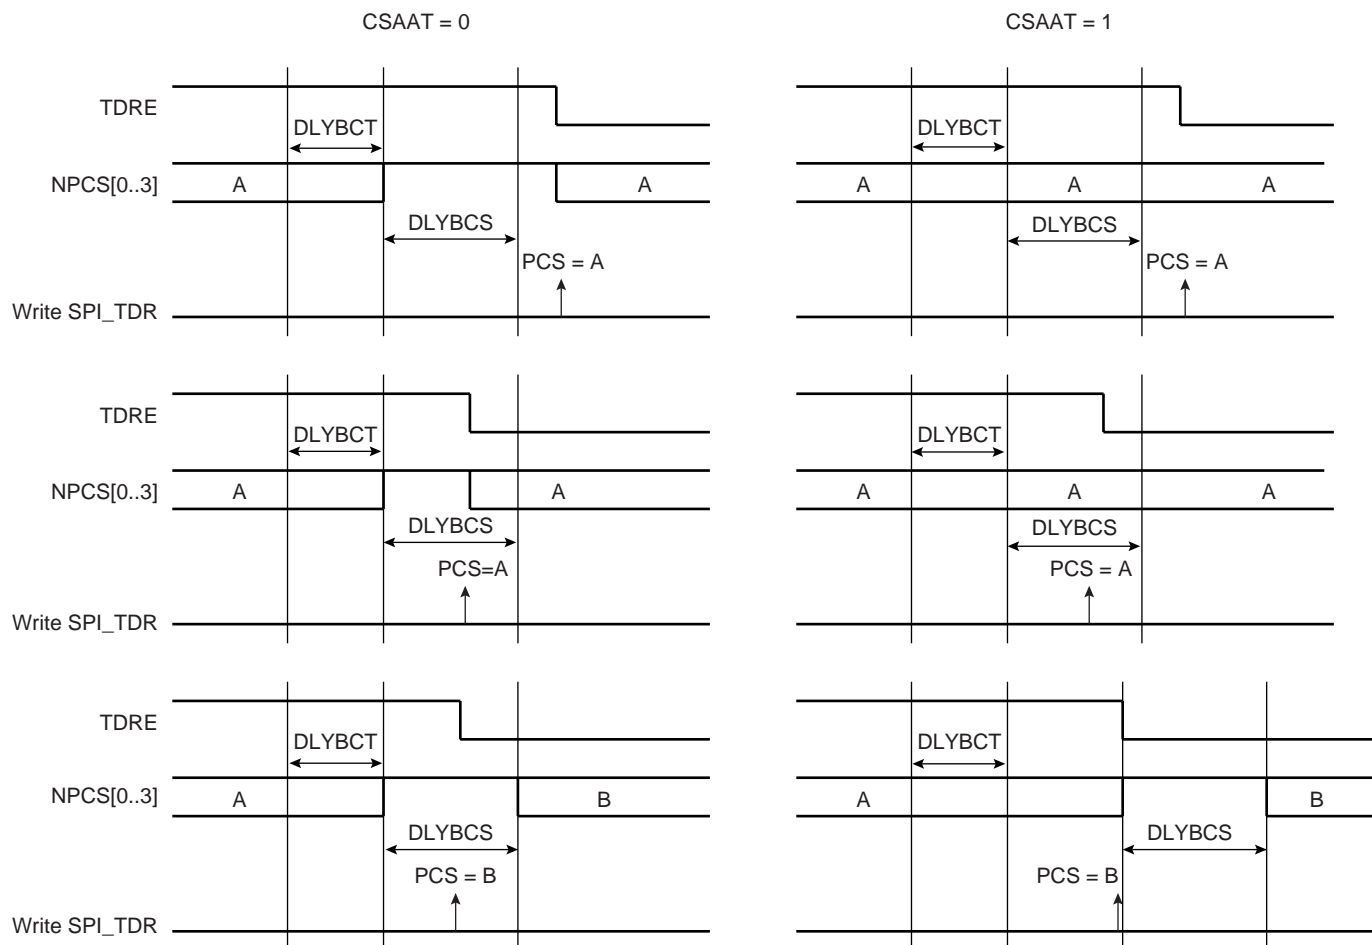 CSAAT = 0 CSAAT = 1
TDRE
DLYBCT DLYBCT
NPCS[0..3] A A A A A
DLYBCS DLYBCS
PCS = A PCS = A
Write SPI_TDR
TDRE
DLYBCT DLYBCT
NPCS[0..3] A A A A A
DLYBCS DLYBCS
PCS=A PCS = A
Write SPI_TDR
TDRE
DLYBCT DLYBCT
NPCS[0..3] A B A B
DLYBCS DLYBCS
PCS = B PCS = B
Write SPI_TDR